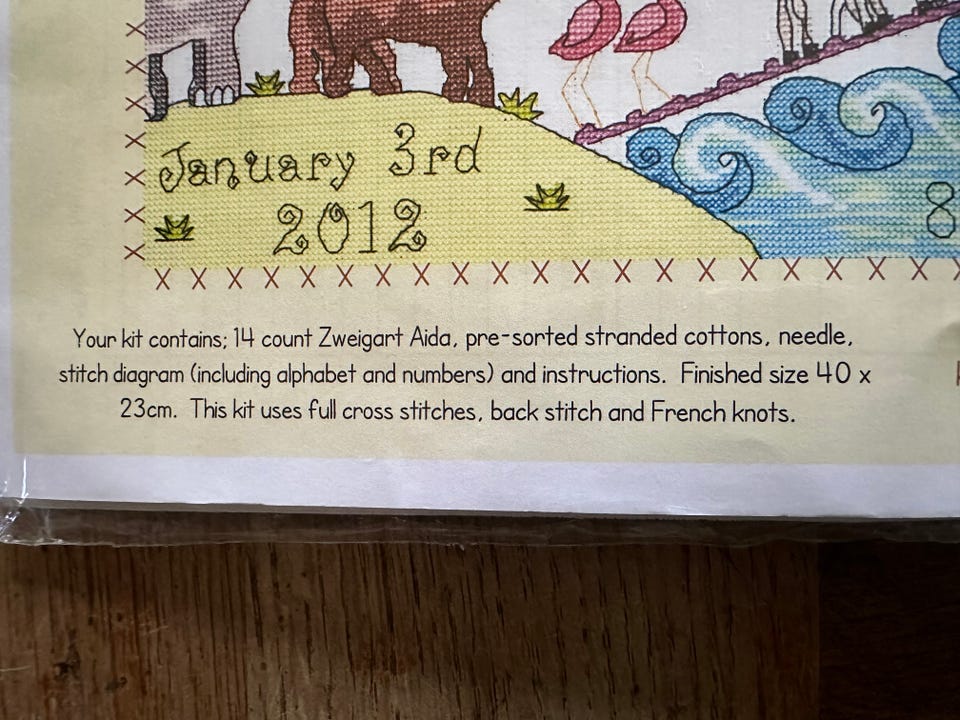 January 3rd
2012
8
Your kit contains; 14 count Zweigart Aida, pre-sorted stranded cottons, needle,
stitch diagram (including alphabet and numbers) and instructions. Finished size 40 x
23cm. This kit uses full cross stitches, back stitch and French knots.